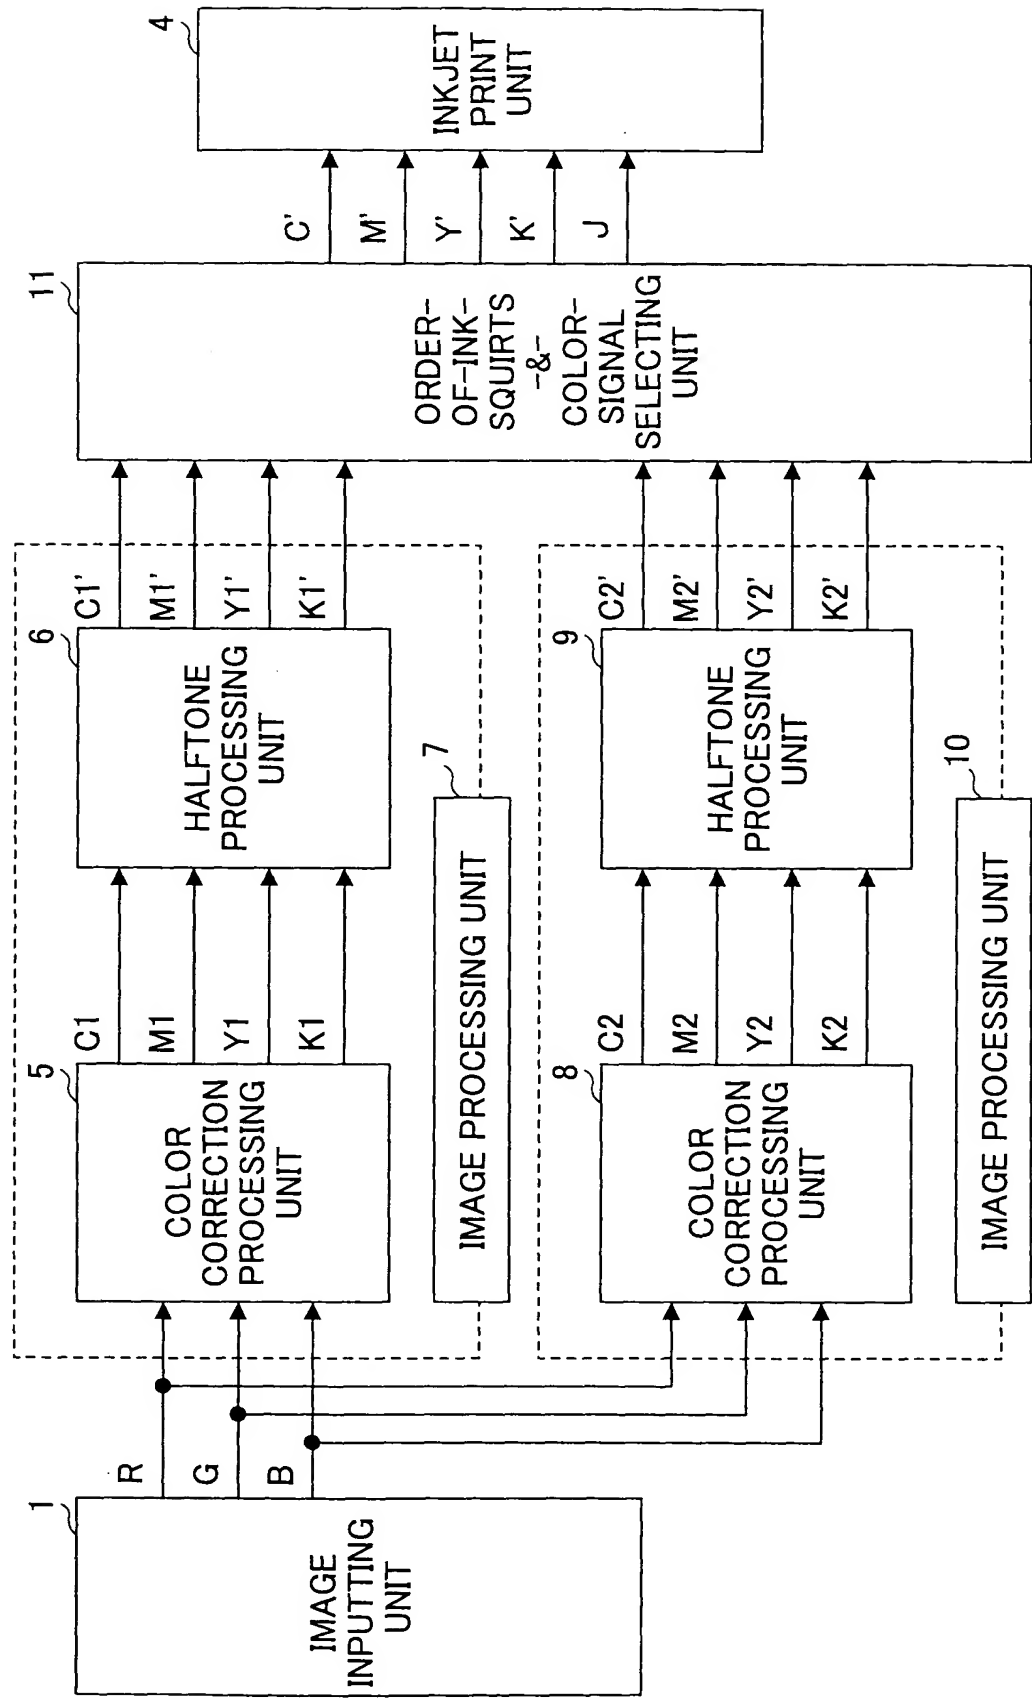 1
IMAGE
INPUTTING
UNIT
R
G
B
5
COLOR
CORRECTION
PROCESSING
UNIT
C1
M1
Y1
K1
6
HALFTONE
PROCESSING
UNIT
C1'
M1'
Y1'
K1'
7
IMAGE PROCESSING UNIT
8
COLOR
CORRECTION
PROCESSING
UNIT
C2
M2
Y2
K2
9
HALFTONE
PROCESSING
UNIT
C2'
M2'
Y2'
K2'
10
IMAGE PROCESSING UNIT
11
ORDER-
OF-INK-
SQUIRTS
-&-
COLOR-
SIGNAL
SELECTING
UNIT
C'
M'
Y'
K'
J
4
INKJET
PRINT
UNIT